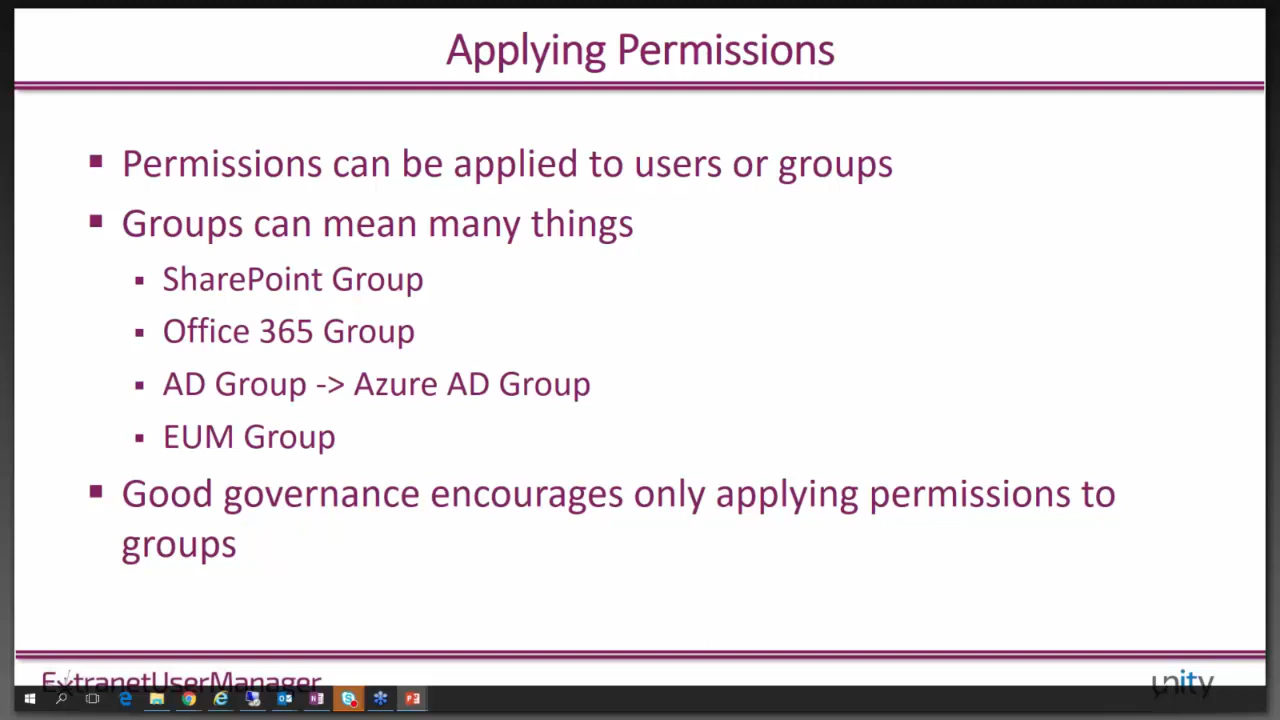 Applying Permissions
Permissions can be applied to users or groups
Groups can mean many things
SharePoint Group
Office 365 Group
AD Group -> Azure AD Group
EUM Group
Good governance encourages only applying permissions to
groups
ExtranetUserManager
unity